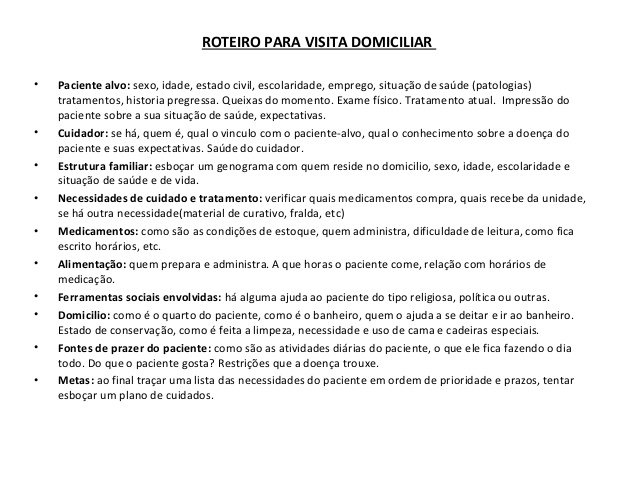 ROTEIRO PARA VISITA DOMICILIAR
• Paciente alvo: sexo, idade, estado civil, escolaridade, emprego, situação de saúde (patologias)
tratamentos, historia pregressa. Queixas do momento. Exame físico. Tratamento atual. Impressão do
paciente sobre a sua situação de saúde, expectativas.
• Cuidador: se há, quem é, qual o vinculo com o paciente-alvo, qual o conhecimento sobre a doença do
paciente e suas expectativas. Saúde do cuidador.
• Estrutura familiar: esboçar um genograma com quem reside no domicilio, sexo, idade, escolaridade e
situação de saúde e de vida.
• Necessidades de cuidado e tratamento: verificar quais medicamentos compra, quais recebe da unidade,
se há outra necessidade(material de curativo, fralda, etc)
• Medicamentos: como são as condições de estoque, quem administra, dificuldade de leitura, como fica
escrito horários, etc.
• Alimentação: quem prepara e administra. A que horas o paciente come, relação com horários de
medicação.
• Ferramentas sociais envolvidas: há alguma ajuda ao paciente do tipo religiosa, política ou outras.
• Domicilio: como é o quarto do paciente, como é o banheiro, quem o ajuda a se deitar e ir ao banheiro.
Estado de conservação, como é feita a limpeza, necessidade e uso de cama e cadeiras especiais.
• Fontes de prazer do paciente: como são as atividades diárias do paciente, o que ele fica fazendo o dia
todo. Do que o paciente gosta? Restrições que a doença trouxe.
• Metas: ao final traçar uma lista das necessidades do paciente em ordem de prioridade e prazos, tentar
esboçar um plano de cuidados.